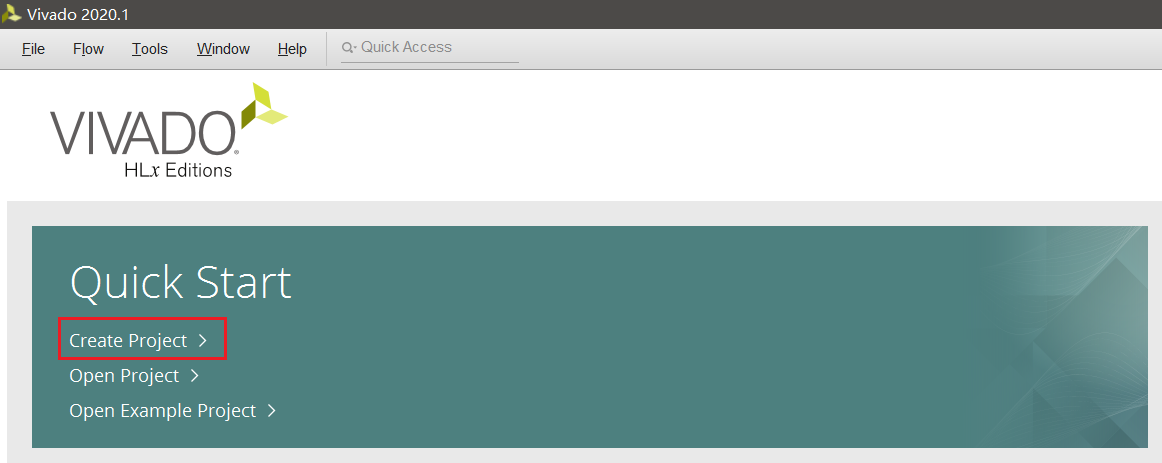 Vivado 2020.1
File Flow Tools Window Help Quick Access
VIVADO®
HLx Editions
Quick Start
Create Project >
Open Project >
Open Example Project >